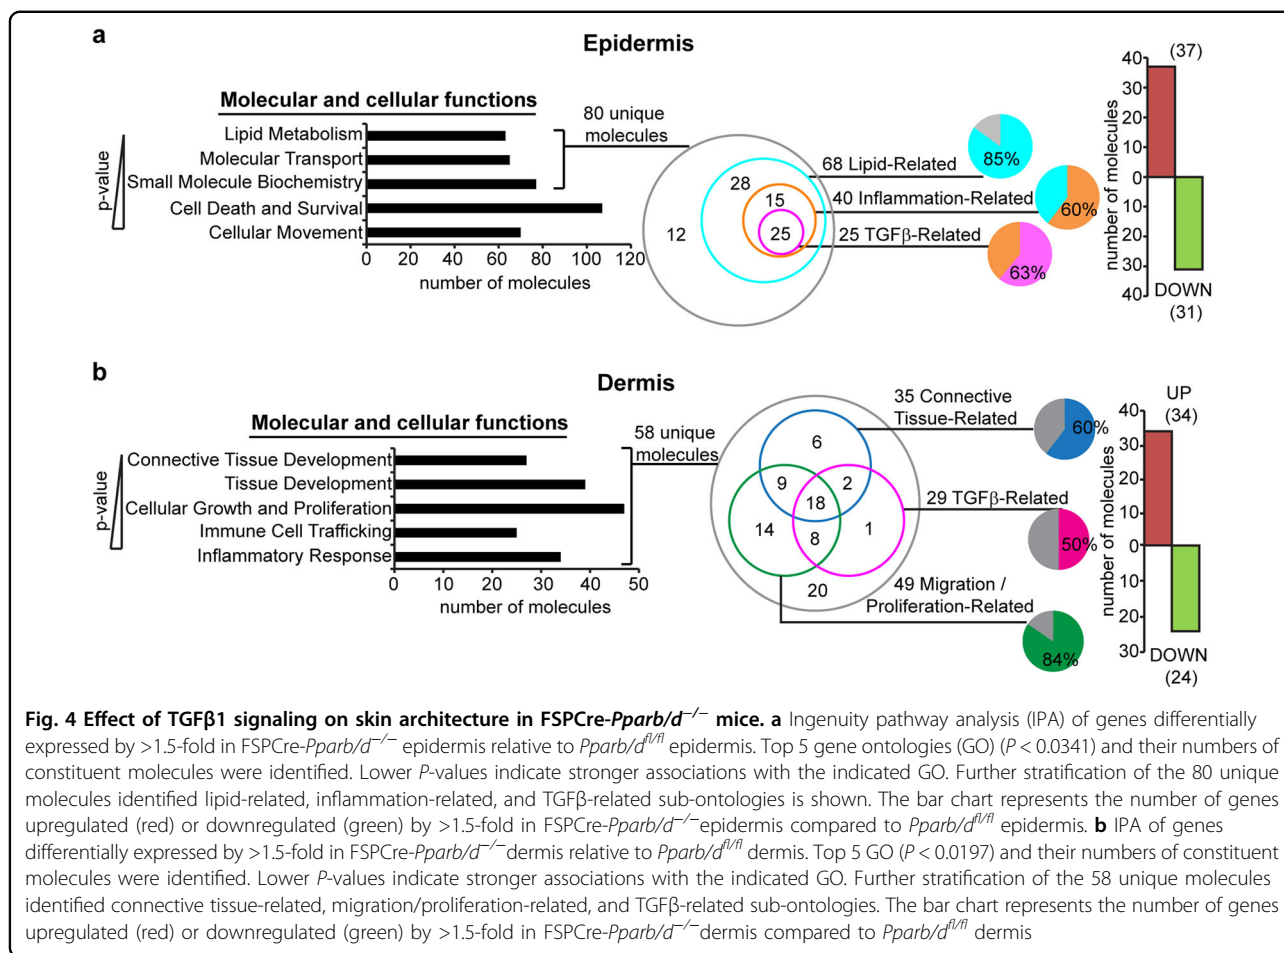 a
Epidermis
Molecular and cellular functions
p-value
Lipid Metabolism
Molecular Transport
Small Molecule Biochemistry
Cell Death and Survival
Cellular Movement
0 20 40 60 80 100 120
number of molecules
80 unique
molecules
12
28
15
25
68 Lipid-Related
40 Inflammation-Related
25 TGFβ-Related
85%
60%
63%
(37)
number of molecules
40
30
20
10
0
10
20
30
40
DOWN
(31)
b
Dermis
Molecular and cellular functions
p-value
Connective Tissue Development
Tissue Development
Cellular Growth and Proliferation
Immune Cell Trafficking
Inflammatory Response
0 10 20 30 40 50
number of molecules
58 unique
molecules
6
9
2
18
14
8
1
20
35 Connective
Tissue-Related
29 TGFβ-Related
49 Migration /
Proliferation-Related
60%
50%
84%
UP
(34)
number of molecules
40
30
20
10
0
10
20
30
DOWN
(24)
Fig. 4 Effect of TGFβ1 signaling on skin architecture in FSPCre-Pparb/d−/− mice. a Ingenuity pathway analysis (IPA) of genes differentially
expressed by >1.5-fold in FSPCre-Pparb/d−/− epidermis relative to Pparb/dfl/fl epidermis. Top 5 gene ontologies (GO) (P < 0.0341) and their numbers of
constituent molecules were identified. Lower P-values indicate stronger associations with the indicated GO. Further stratification of the 80 unique
molecules identified lipid-related, inflammation-related, and TGFβ-related sub-ontologies is shown. The bar chart represents the number of genes
upregulated (red) or downregulated (green) by >1.5-fold in FSPCre-Pparb/d−/−epidermis compared to Pparb/dfl/fl epidermis. b IPA of genes
differentially expressed by >1.5-fold in FSPCre-Pparb/d−/−dermis relative to Pparb/dfl/fl dermis. Top 5 GO (P < 0.0197) and their numbers of constituent
molecules were identified. Lower P-values indicate stronger associations with the indicated GO. Further stratification of the 58 unique molecules
identified connective tissue-related, migration/proliferation-related, and TGFβ-related sub-ontologies. The bar chart represents the number of genes
upregulated (red) or downregulated (green) by >1.5-fold in FSPCre-Pparb/d−/−dermis compared to Pparb/dfl/fl dermis